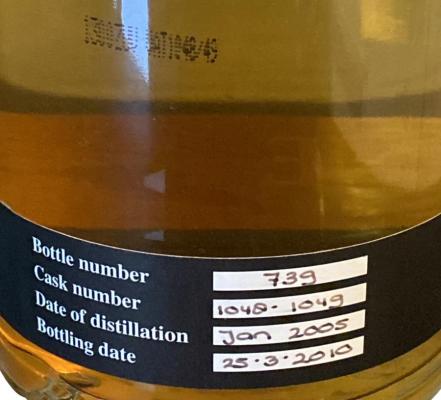 Bottle number 739
Cask number 1048 - 1049
Date of distillation Jan 2005
Bottling date 25.3.2010